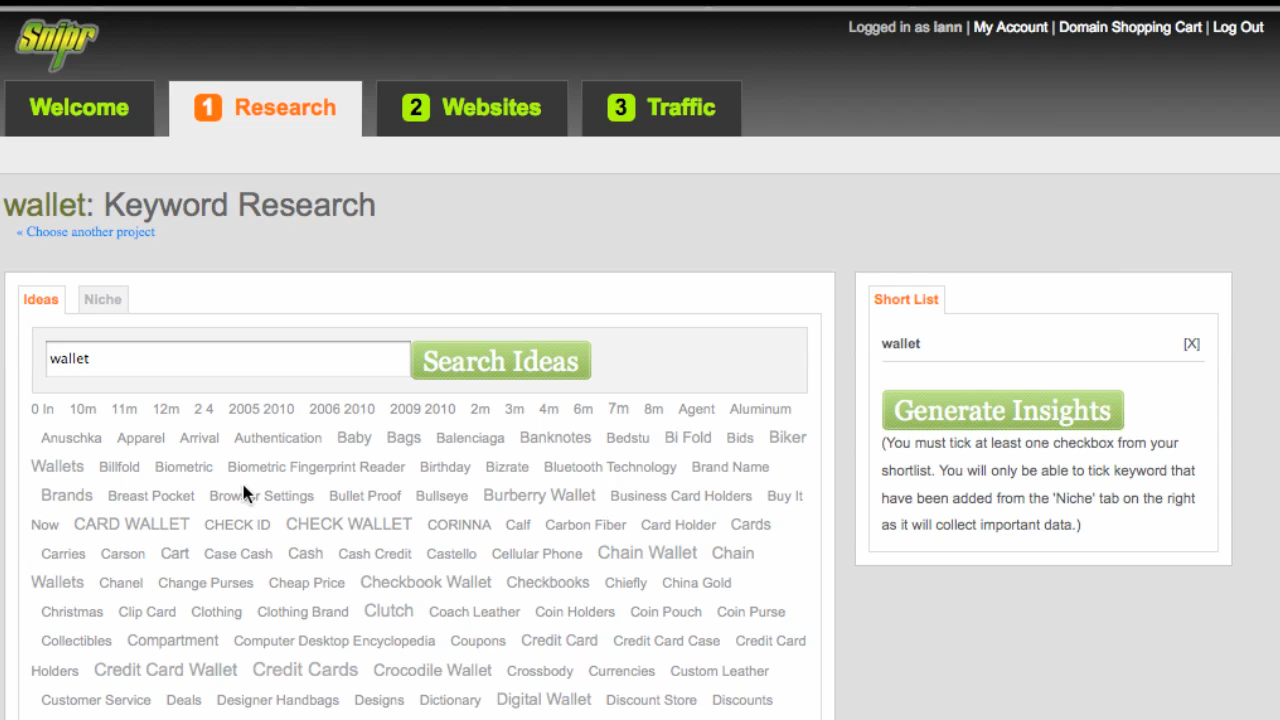 Snipr
Logged in as iann | My Account | Domain Shopping Cart | Log Out
Welcome 1 Research 2 Websites 3 Traffic
wallet: Keyword Research
« Choose another project
Ideas Niche
wallet Search Ideas
0 In 10m 11m 12m 2 4 2005 2010 2006 2010 2009 2010 2m 3m 4m 6m 7m 8m Agent Aluminum
Anuschka Apparel Arrival Authentication Baby Bags Balenciaga Banknotes Bedstu Bi Fold Bids Biker
Wallets Billfold Biometric Biometric Fingerprint Reader Birthday Bizrate Bluetooth Technology Brand Name
Brands Breast Pocket Browser Settings Bullet Proof Bullseye Burberry Wallet Business Card Holders Buy It
Now CARD WALLET CHECK ID CHECK WALLET CORINNA Calf Carbon Fiber Card Holder Cards
Carries Carson Cart Case Cash Cash Cash Credit Castello Cellular Phone Chain Wallet Chain
Wallets Chanel Change Purses Cheap Price Checkbook Wallet Checkbooks Chiefly China Gold
Christmas Clip Card Clothing Clothing Brand Clutch Coach Leather Coin Holders Coin Pouch Coin Purse
Collectibles Compartment Computer Desktop Encyclopedia Coupons Credit Card Credit Card Case Credit Card
Holders Credit Card Wallet Credit Cards Crocodile Wallet Crossbody Currencies Custom Leather
Customer Service Deals Designer Handbags Designs Dictionary Digital Wallet Discount Store Discounts
Short List
wallet [X]
Generate Insights
(You must tick at least one checkbox from your
shortlist. You will only be able to tick keyword that
have been added from the 'Niche' tab on the right
as it will collect important data.)